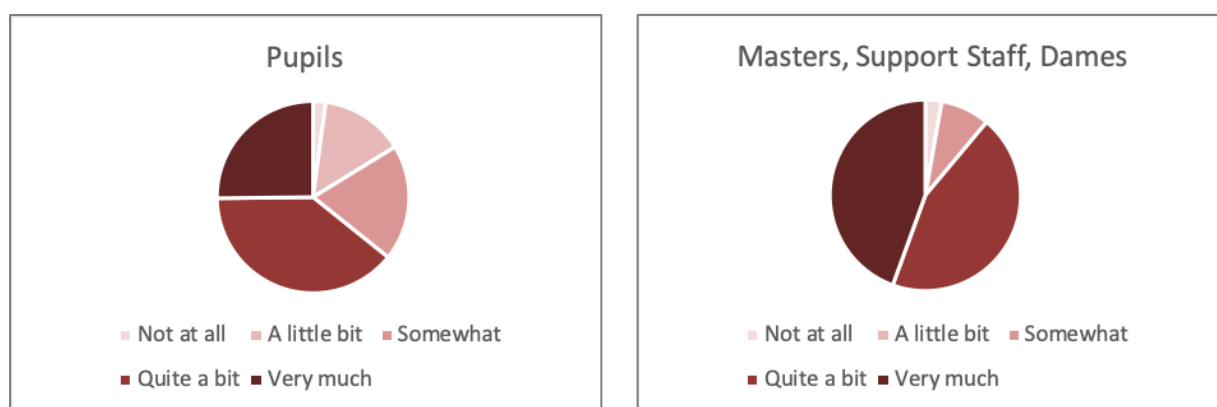 Pupils
Not at all A little bit Somewhat
Quite a bit Very much
Masters, Support Staff, Dames
Not at all A little bit Somewhat
Quite a bit Very much